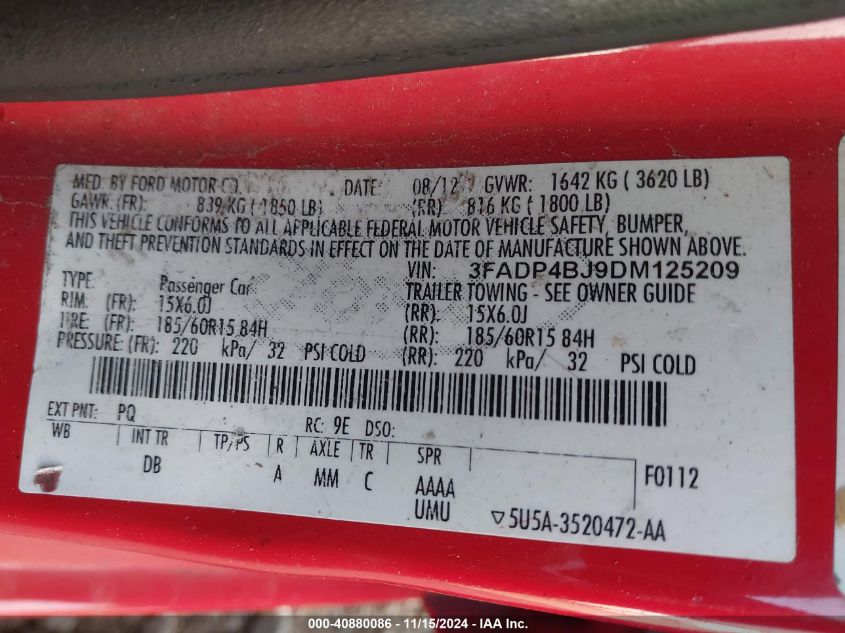 MFD. BY FORD MOTOR CO. DATE: 08/12 GVWR: 1642 KG ( 3620 LB)
GAWR: (FR): 839 KG ( 1850 LB) (RR) 816 KG ( 1800 LB)
THIS VEHICLE CONFORMS TO ALL APPLICABLE FEDERAL MOTOR VEHICLE SAFETY, BUMPER,
AND THEFT PREVENTION STANDARDS IN EFFECT ON THE DATE OF MANUFACTURE SHOWN ABOVE.
VIN: 3FADP4BJ9DM125209
TYPE: Passenger Car TRAILER TOWING - SEE OWNER GUIDE
RIM: (FR): 15X6.0J (RR): 15X6.0J
TIRE: (FR): 185/60R15 84H (RR): 185/60R15 84H
PRESSURE: (FR): 220 kPa/ 32 PSI COLD (RR): 220 kPa/ 32 PSI COLD
EXT PNT: PQ RC: 9E DSO:
WB INT TR TP/PS R AXLE TR SPR
DB A MM C AAAA F0112
UMU ▽5U5A-3520472-AA
000-40880086 - 11/15/2024 - IAA Inc.